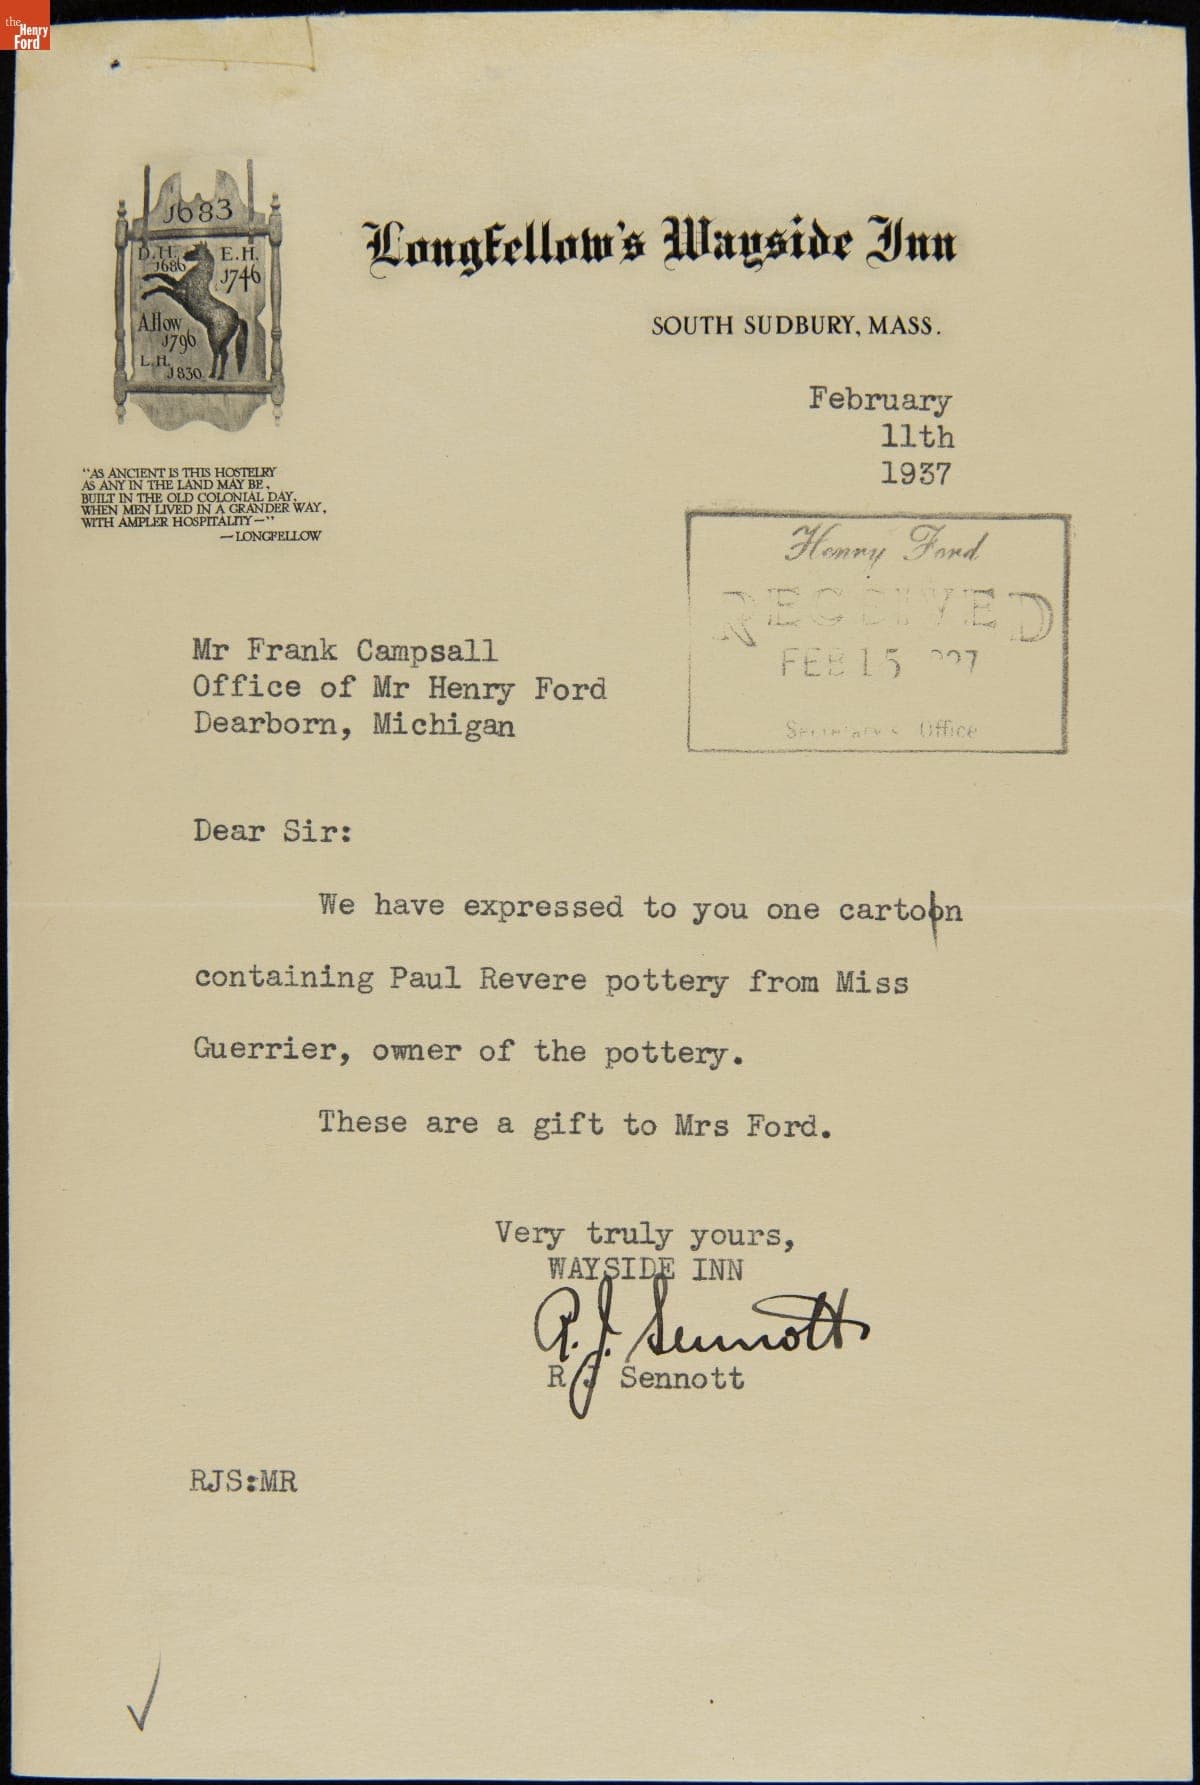 the
Henry
Ford
1683
D.H. E.H.
1686
1746
A.How
1796
L.H.
1830
Longfellow's Wayside Inn
SOUTH SUDBURY, MASS.
"AS ANCIENT IS THIS HOSTELRY
AS ANY IN THE LAND MAY BE,
BUILT IN THE OLD COLONIAL DAY,
WHEN MEN LIVED IN A GRANDER WAY,
WITH AMPLER HOSPITALITY—"
—LONGFELLOW
February
11th
1937
Henry Ford
RECEIVED
FEB 15
Office
Mr Frank Campsall
Office of Mr Henry Ford
Dearborn, Michigan
Dear Sir:
We have expressed to you one cartoon
containing Paul Revere pottery from Miss
Guerrier, owner of the pottery.
These are a gift to Mrs Ford.
Very truly yours,
WAYSIDE INN
R. J. Sennott
R J Sennott
RJS:MR